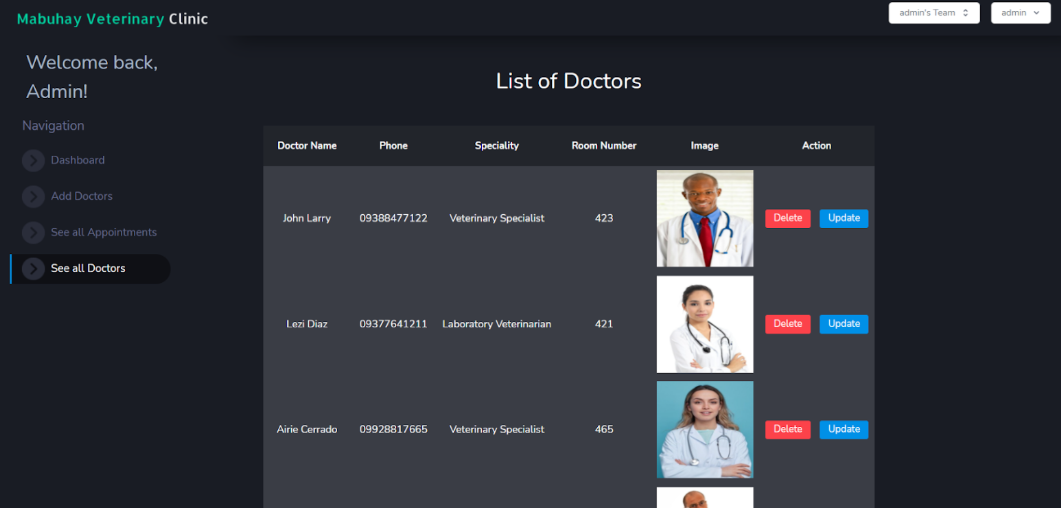 Mabuhay Veterinary Clinic
admin's Team
admin
Welcome back,
Admin!
Navigation
Dashboard
Add Doctors
See all Appointments
See all Doctors
List of Doctors
Doctor Name Phone Speciality Room Number Image Action
John Larry 09388477122 Veterinary Specialist 423 Delete Update
Lezi Diaz 09377641211 Laboratory Veterinarian 421 Delete Update
Airie Cerrado 09928817665 Veterinary Specialist 465 Delete Update